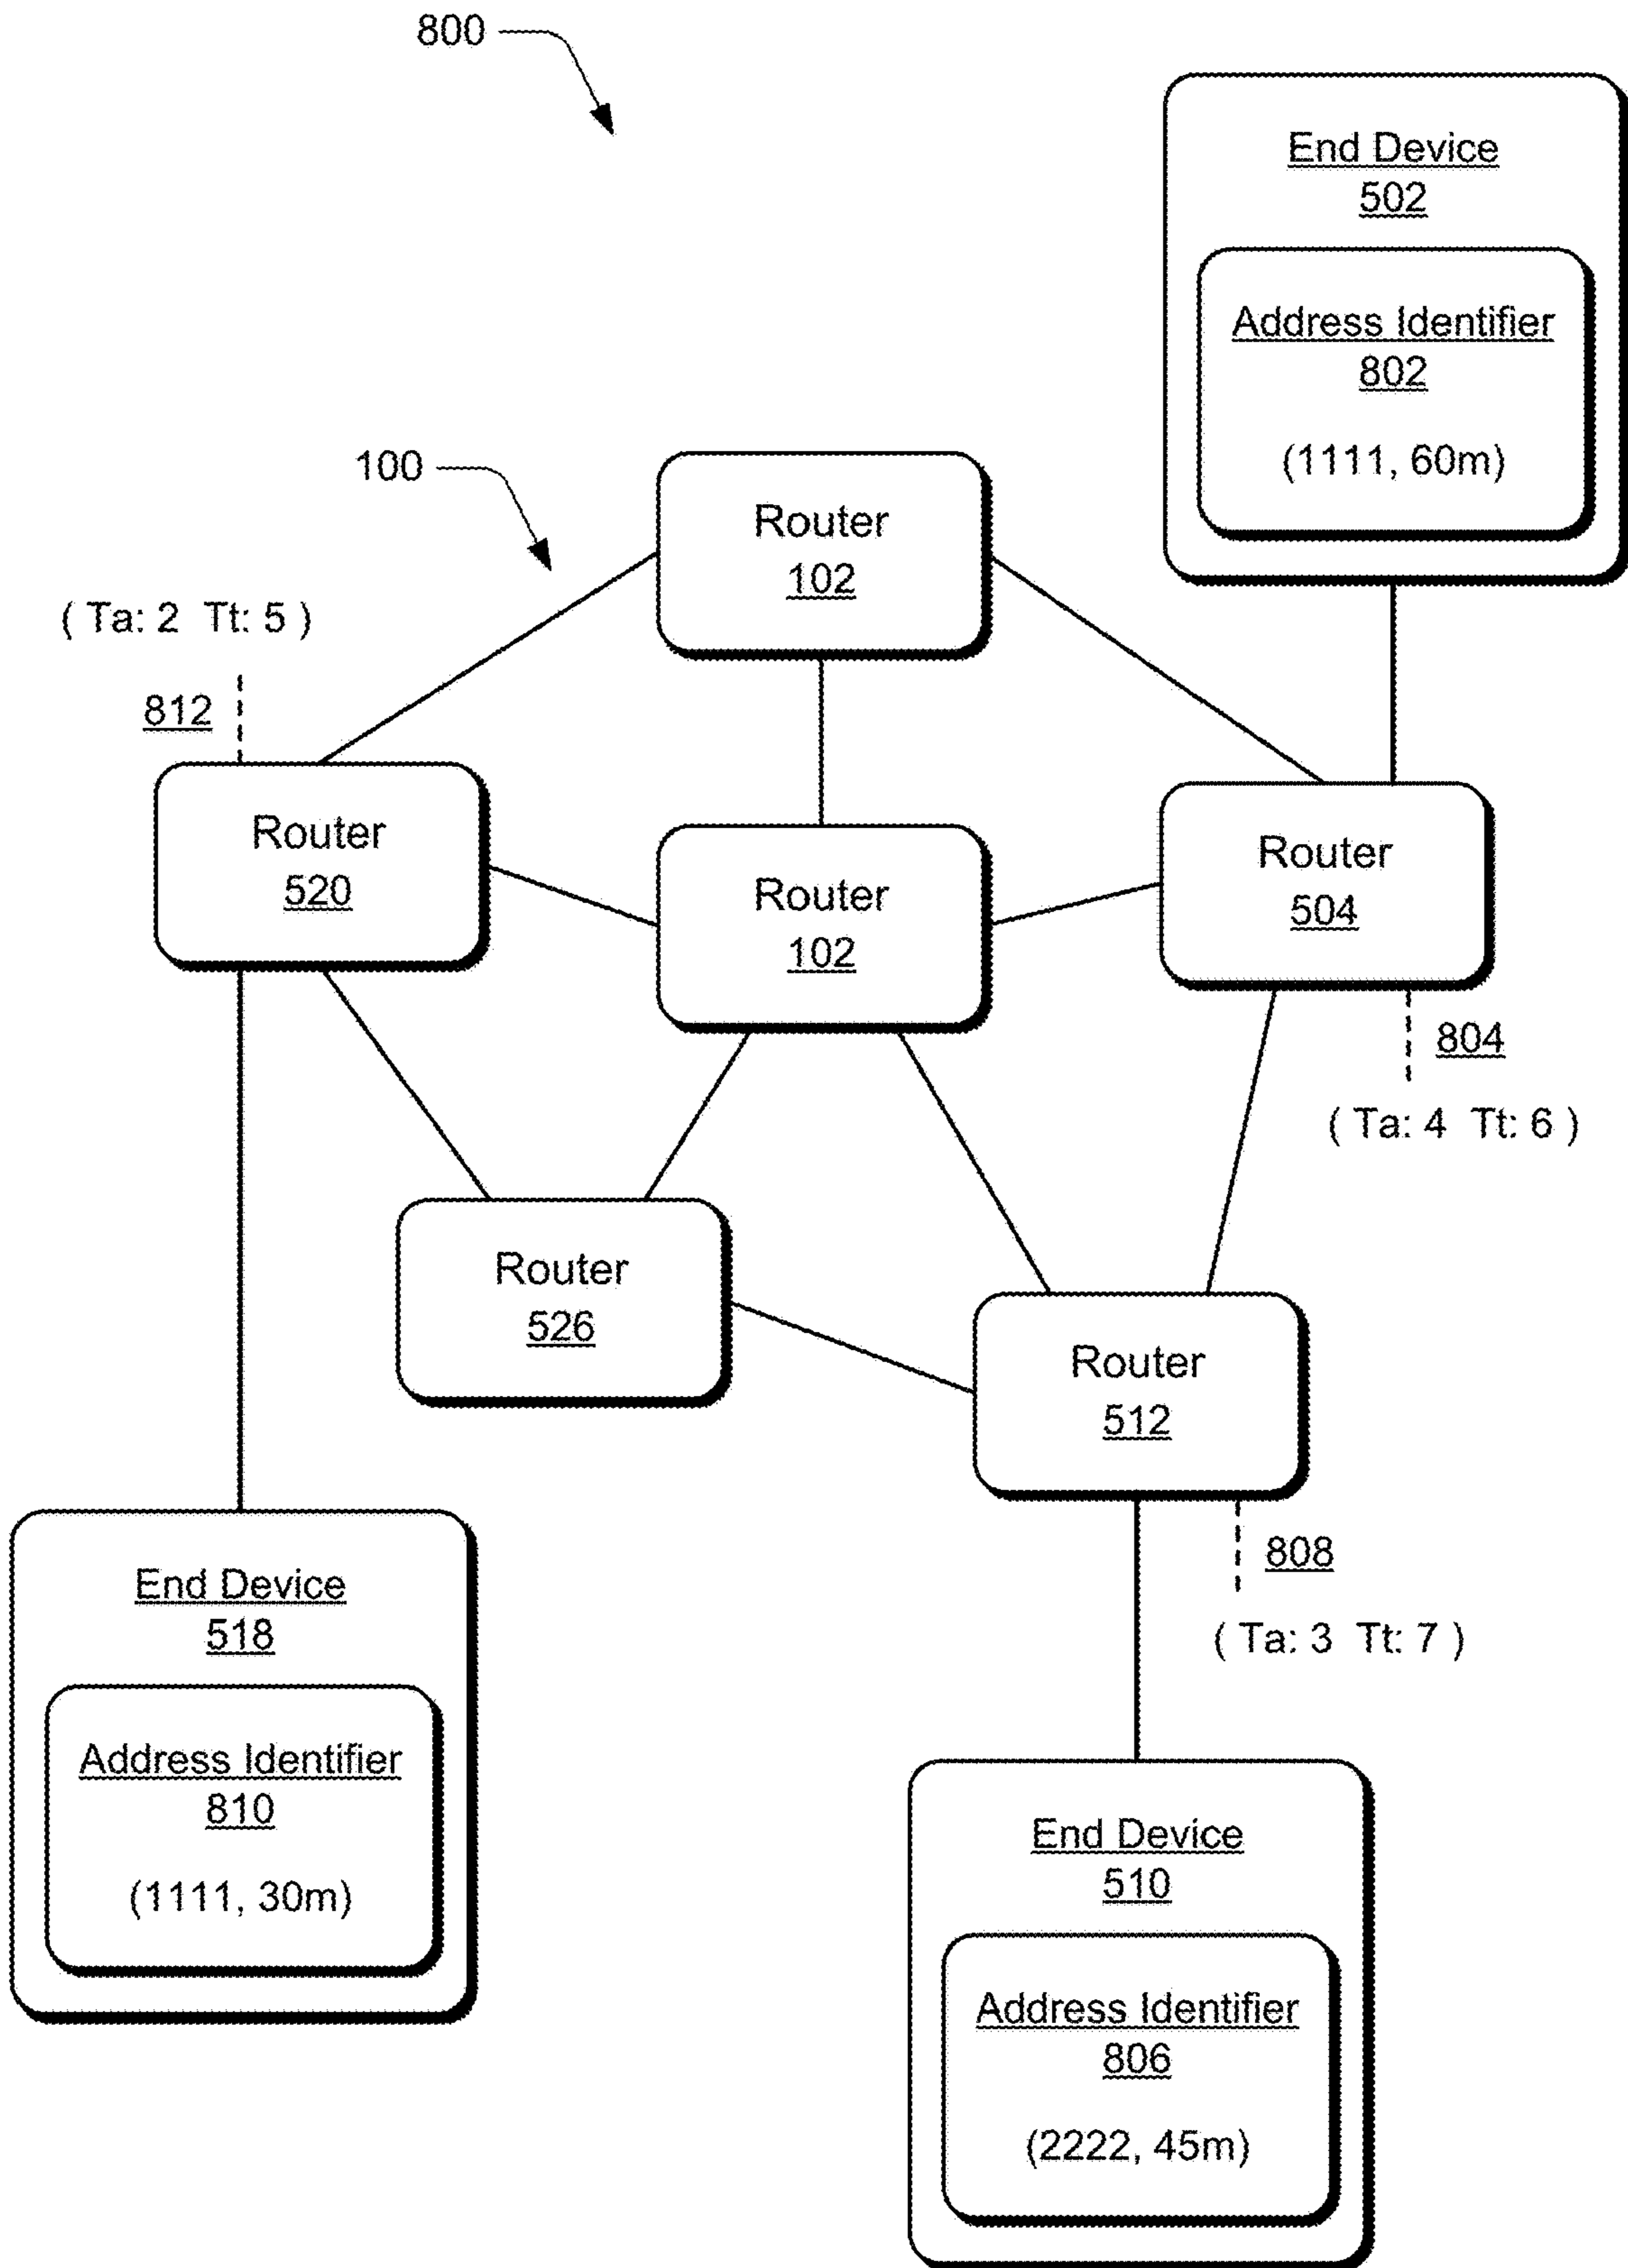 800
End Device
502
Address Identifier
802
(1111, 60m)
100
Router
102
( Ta: 2 Tt: 5 )
812
Router
520
Router
102
Router
504
804
( Ta: 4 Tt: 6 )
Router
526
Router
512
808
( Ta: 3 Tt: 7 )
End Device
518
Address Identifier
810
(1111, 30m)
End Device
510
Address Identifier
806
(2222, 45m)